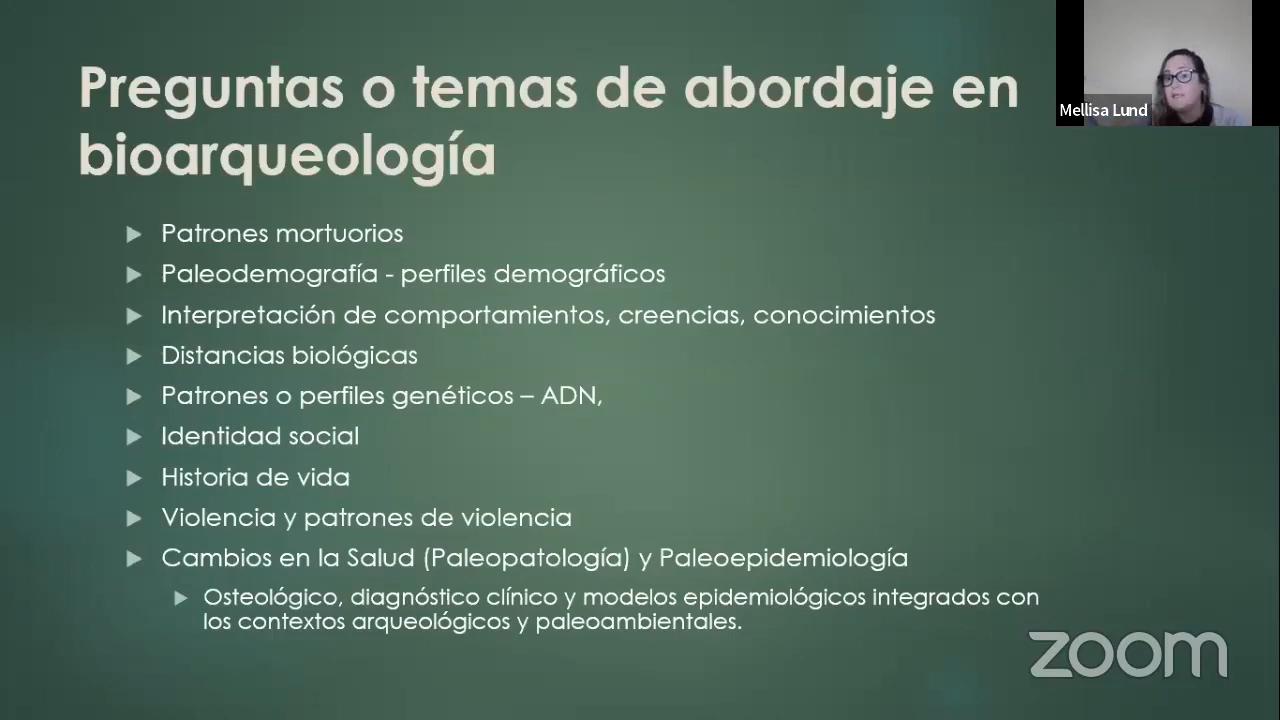 Preguntas o temas de abordaje en
bioarqueología
Mellisa Lund
Patrones mortuorios
Paleodemografía - perfiles demográficos
Interpretación de comportamientos, creencias, conocimientos
Distancias biológicas
Patrones o perfiles genéticos – ADN,
Identidad social
Historia de vida
Violencia y patrones de violencia
Cambios en la Salud (Paleopatología) y Paleoepidemiología
Osteológico, diagnóstico clínico y modelos epidemiológicos integrados con
los contextos arqueológicos y paleoambientales.
zoom